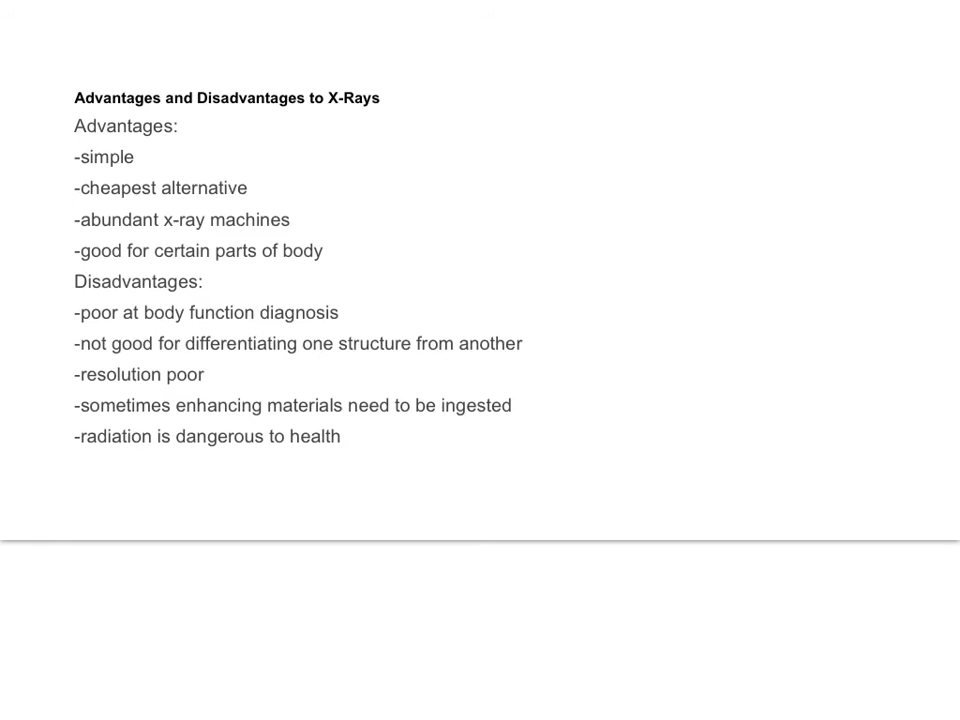 Advantages and Disadvantages to X-Rays
Advantages:
-simple
-cheapest alternative
-abundant x-ray machines
-good for certain parts of body
Disadvantages:
-poor at body function diagnosis
-not good for differentiating one structure from another
-resolution poor
-sometimes enhancing materials need to be ingested
-radiation is dangerous to health